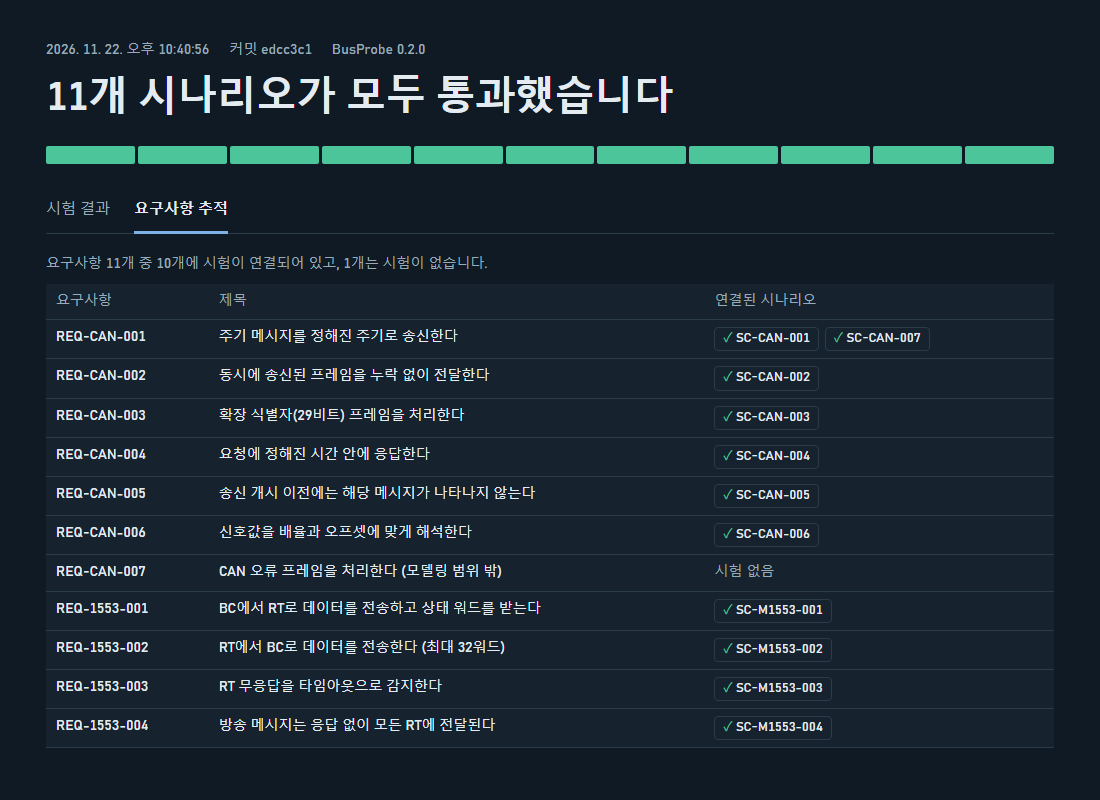 2026. 11. 22. 오후 10:40:56 커밋 edcc3c1 BusProbe 0.2.0
11개 시나리오가 모두 통과했습니다
시험 결과 요구사항 추적
요구사항 11개 중 10개에 시험이 연결되어 있고, 1개는 시험이 없습니다.
요구사항 제목 연결된 시나리오
REQ-CAN-001 주기 메시지를 정해진 주기로 송신한다 ✓ SC-CAN-001 ✓ SC-CAN-007
REQ-CAN-002 동시에 송신된 프레임을 누락 없이 전달한다 ✓ SC-CAN-002
REQ-CAN-003 확장 식별자(29비트) 프레임을 처리한다 ✓ SC-CAN-003
REQ-CAN-004 요청에 정해진 시간 안에 응답한다 ✓ SC-CAN-004
REQ-CAN-005 송신 개시 이전에는 해당 메시지가 나타나지 않는다 ✓ SC-CAN-005
REQ-CAN-006 신호값을 배율과 오프셋에 맞게 해석한다 ✓ SC-CAN-006
REQ-CAN-007 CAN 오류 프레임을 처리한다 (모델링 범위 밖) 시험 없음
REQ-1553-001 BC에서 RT로 데이터를 전송하고 상태 워드를 받는다 ✓ SC-M1553-001
REQ-1553-002 RT에서 BC로 데이터를 전송한다 (최대 32워드) ✓ SC-M1553-002
REQ-1553-003 RT 무응답을 타임아웃으로 감지한다 ✓ SC-M1553-003
REQ-1553-004 방송 메시지는 응답 없이 모든 RT에 전달된다 ✓ SC-M1553-004